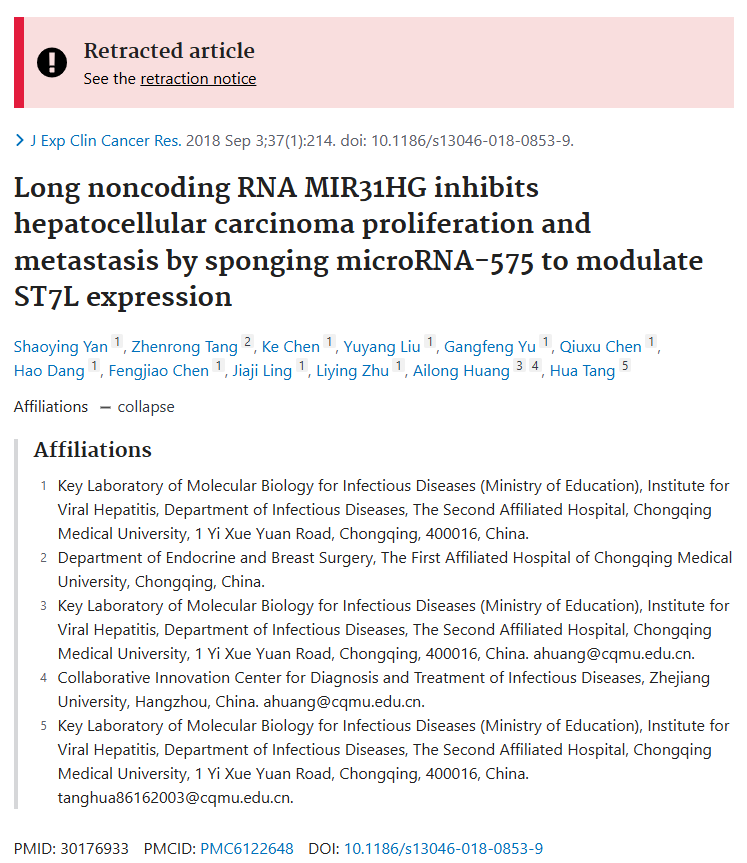 Retracted article
See the retraction notice
J Exp Clin Cancer Res. 2018 Sep 3;37(1):214. doi: 10.1186/s13046-018-0853-9.
Long noncoding RNA MIR31HG inhibits
hepatocellular carcinoma proliferation and
metastasis by sponging microRNA-575 to modulate
ST7L expression
Shaoying Yan 1, Zhenrong Tang 2, Ke Chen 1, Yuyang Liu 1, Gangfeng Yu 1, Qiuxu Chen 1,
Hao Dang 1, Fengjiao Chen 1, Jiaji Ling 1, Liying Zhu 1, Ailong Huang 3 4, Hua Tang 5
Affiliations — collapse
Affiliations
1 Key Laboratory of Molecular Biology for Infectious Diseases (Ministry of Education), Institute for
Viral Hepatitis, Department of Infectious Diseases, The Second Affiliated Hospital, Chongqing
Medical University, 1 Yi Xue Yuan Road, Chongqing, 400016, China.
2 Department of Endocrine and Breast Surgery, The First Affiliated Hospital of Chongqing Medical
University, Chongqing, China.
3 Key Laboratory of Molecular Biology for Infectious Diseases (Ministry of Education), Institute for
Viral Hepatitis, Department of Infectious Diseases, The Second Affiliated Hospital, Chongqing
Medical University, 1 Yi Xue Yuan Road, Chongqing, 400016, China. ahuang@cqmu.edu.cn.
4 Collaborative Innovation Center for Diagnosis and Treatment of Infectious Diseases, Zhejiang
University, Hangzhou, China. ahuang@cqmu.edu.cn.
5 Key Laboratory of Molecular Biology for Infectious Diseases (Ministry of Education), Institute for
Viral Hepatitis, Department of Infectious Diseases, The Second Affiliated Hospital, Chongqing
Medical University, 1 Yi Xue Yuan Road, Chongqing, 400016, China.
tanghua86162003@cqmu.edu.cn.
PMID: 30176933 PMCID: PMC6122648 DOI: 10.1186/s13046-018-0853-9